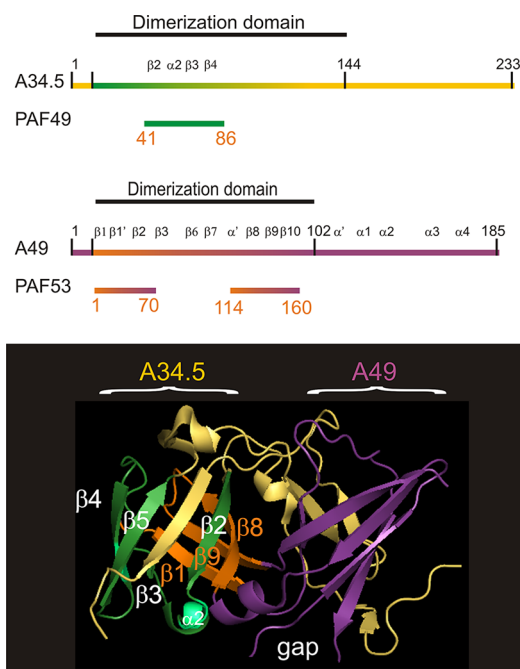 Dimerization domain
1 β2 α2 β3 β4 144 233
A34.5
PAF49
41 86
Dimerization domain
1 β1 β1' β2 β3 β6 β7 α' β8 β9 β10 102 α' α1 α2 α3 α4 185
A49
PAF53
1 70 114 160
A34.5 A49
β4 β5 β2 β8
β9
β1
β3 α2
gap